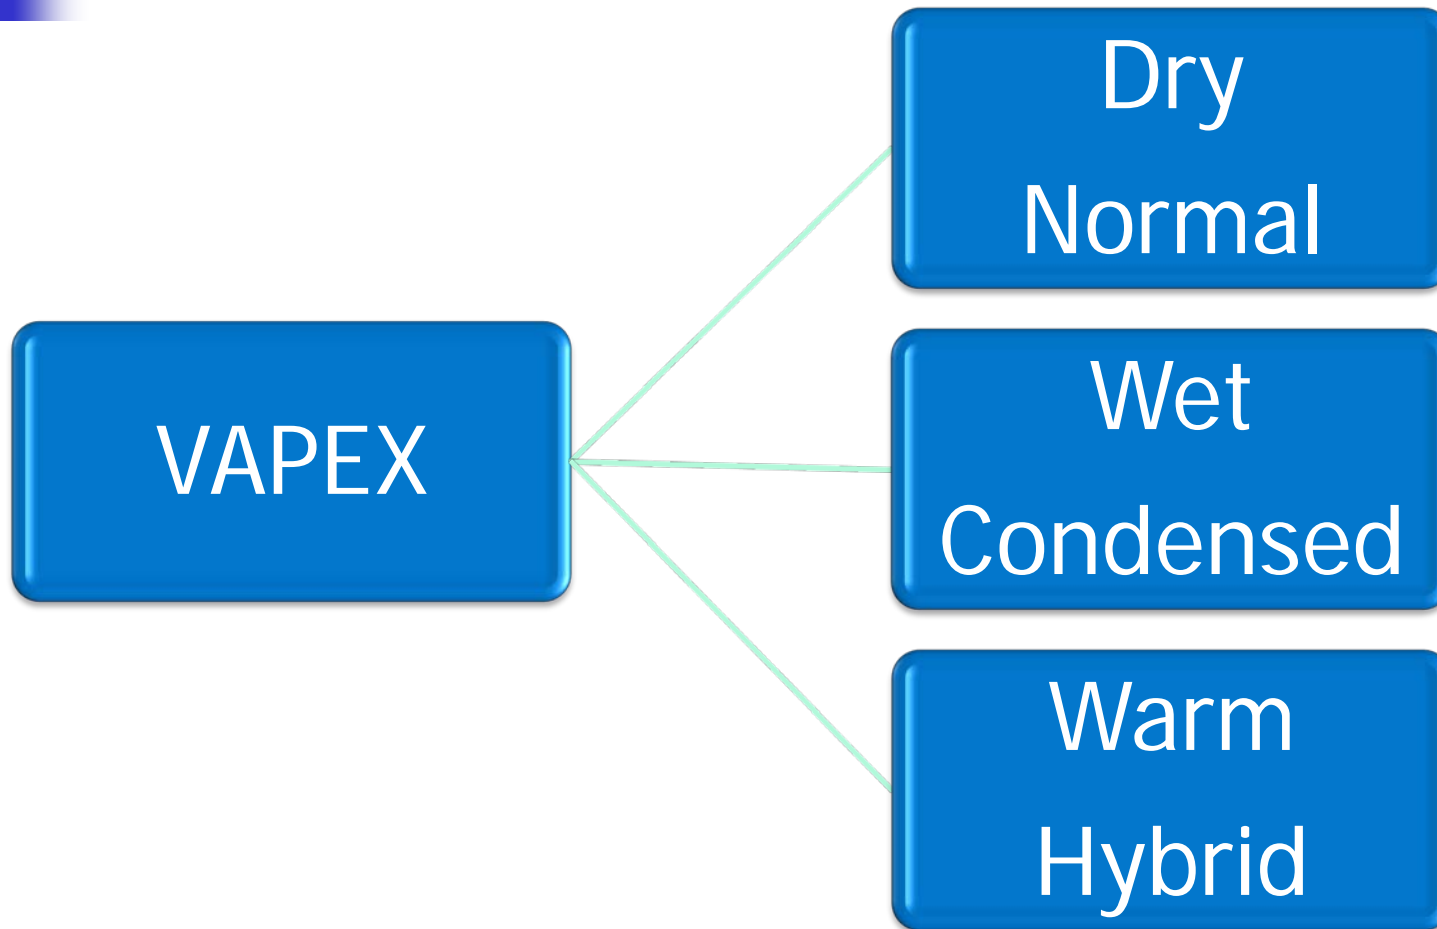 VAPEX
Dry
Normal
Wet
Condensed
Warm
Hybrid